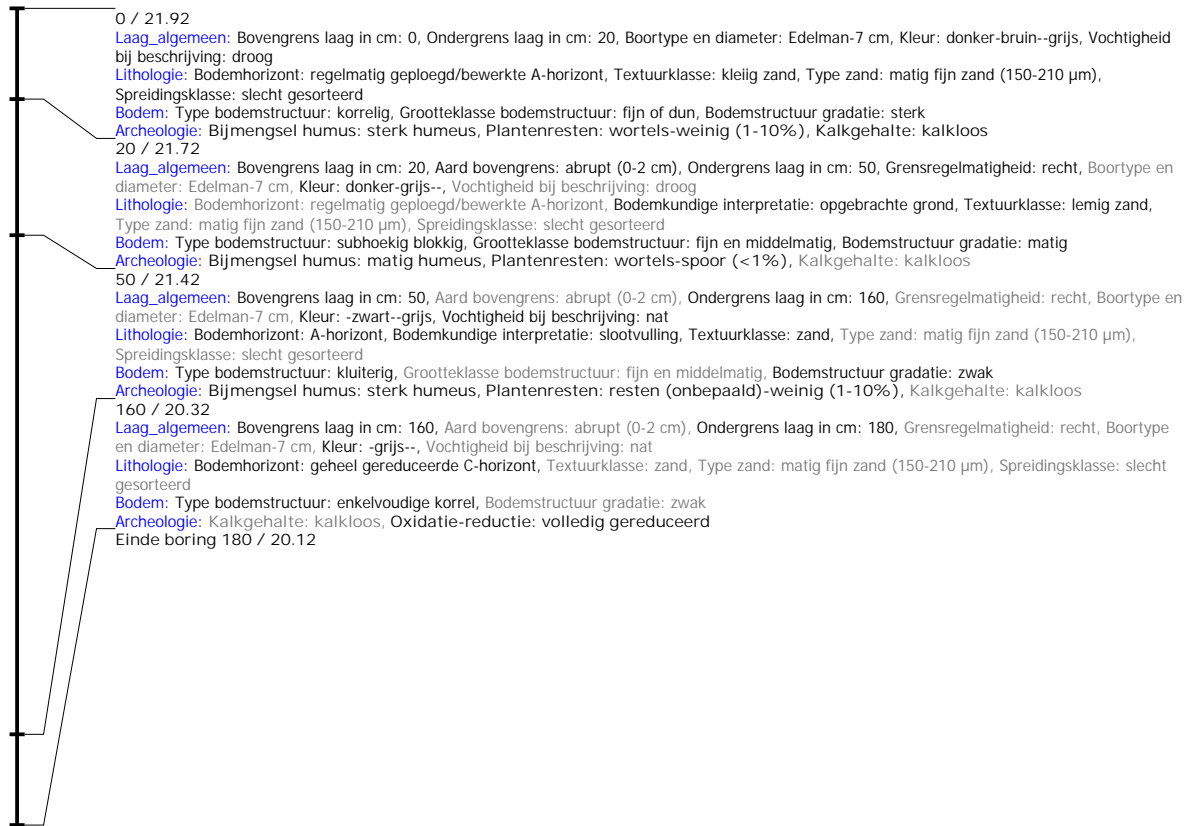 0 / 21.92
Laag_algemeen: Bovengrens laag in cm: 0, Ondergrens laag in cm: 20, Boortype en diameter: Edelman-7 cm, Kleur: donker-bruin--grijs, Vochtigheid
bij beschrijving: droog
Lithologie: Bodemhorizont: regelmatig geploegd/bewerkte A-horizont, Textuurklasse: kleiig zand, Type zand: matig fijn zand (150-210 µm),
Spreidingsklasse: slecht gesorteerd
Bodem: Type bodemstructuur: korrelig, Grootteklasse bodemstructuur: fijn of dun, Bodemstructuur gradatie: sterk
Archeologie: Bijmengsel humus: sterk humeus, Plantenresten: wortels-weinig (1-10%), Kalkgehalte: kalkloos
20 / 21.72
Laag_algemeen: Bovengrens laag in cm: 20, Aard bovengrens: abrupt (0-2 cm), Ondergrens laag in cm: 50, Grensregelmatigheid: recht, Boortype en
diameter: Edelman-7 cm, Kleur: donker-grijs--, Vochtigheid bij beschrijving: droog
Lithologie: Bodemhorizont: regelmatig geploegd/bewerkte A-horizont, Bodemkundige interpretatie: opgebrachte grond, Textuurklasse: lemig zand,
Type zand: matig fijn zand (150-210 µm), Spreidingsklasse: slecht gesorteerd
Bodem: Type bodemstructuur: subhoekig blokkig, Grootteklasse bodemstructuur: fijn en middelmatig, Bodemstructuur gradatie: matig
Archeologie: Bijmengsel humus: matig humeus, Plantenresten: wortels-spoor (<1%), Kalkgehalte: kalkloos
50 / 21.42
Laag_algemeen: Bovengrens laag in cm: 50, Aard bovengrens: abrupt (0-2 cm), Ondergrens laag in cm: 160, Grensregelmatigheid: recht, Boortype en
diameter: Edelman-7 cm, Kleur: -zwart--grijs, Vochtigheid bij beschrijving: nat
Lithologie: Bodemhorizont: A-horizont, Bodemkundige interpretatie: slootvulling, Textuurklasse: zand, Type zand: matig fijn zand (150-210 µm),
Spreidingsklasse: slecht gesorteerd
Bodem: Type bodemstructuur: kluiterig, Grootteklasse bodemstructuur: fijn en middelmatig, Bodemstructuur gradatie: zwak
Archeologie: Bijmengsel humus: sterk humeus, Plantenresten: resten (onbepaald)-weinig (1-10%), Kalkgehalte: kalkloos
160 / 20.32
Laag_algemeen: Bovengrens laag in cm: 160, Aard bovengrens: abrupt (0-2 cm), Ondergrens laag in cm: 180, Grensregelmatigheid: recht, Boortype
en diameter: Edelman-7 cm, Kleur: -grijs--, Vochtigheid bij beschrijving: nat
Lithologie: Bodemhorizont: geheel gereduceerde C-horizont, Textuurklasse: zand, Type zand: matig fijn zand (150-210 µm), Spreidingsklasse: slecht
gesorteerd
Bodem: Type bodemstructuur: enkelvoudige korrel, Bodemstructuur gradatie: zwak
Archeologie: Kalkgehalte: kalkloos, Oxidatie-reductie: volledig gereduceerd
Einde boring 180 / 20.12